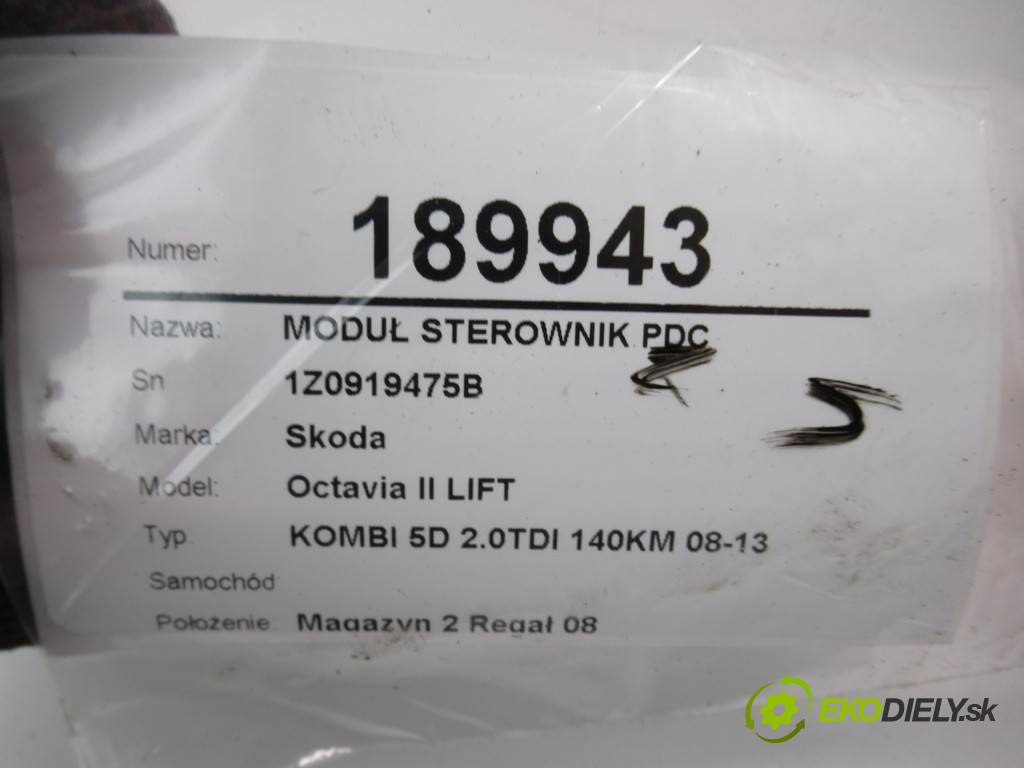 Numer: 189943
Nazwa: MODUŁ STEROWNIK PDC
Sn 1Z0919475B
Marka: Skoda
Model: Octavia II LIFT
Typ KOMBI 5D 2.0TDI 140KM 08-13
Samochód
Położenie Magazyn 2 Regał 08
EKODIELY.sk